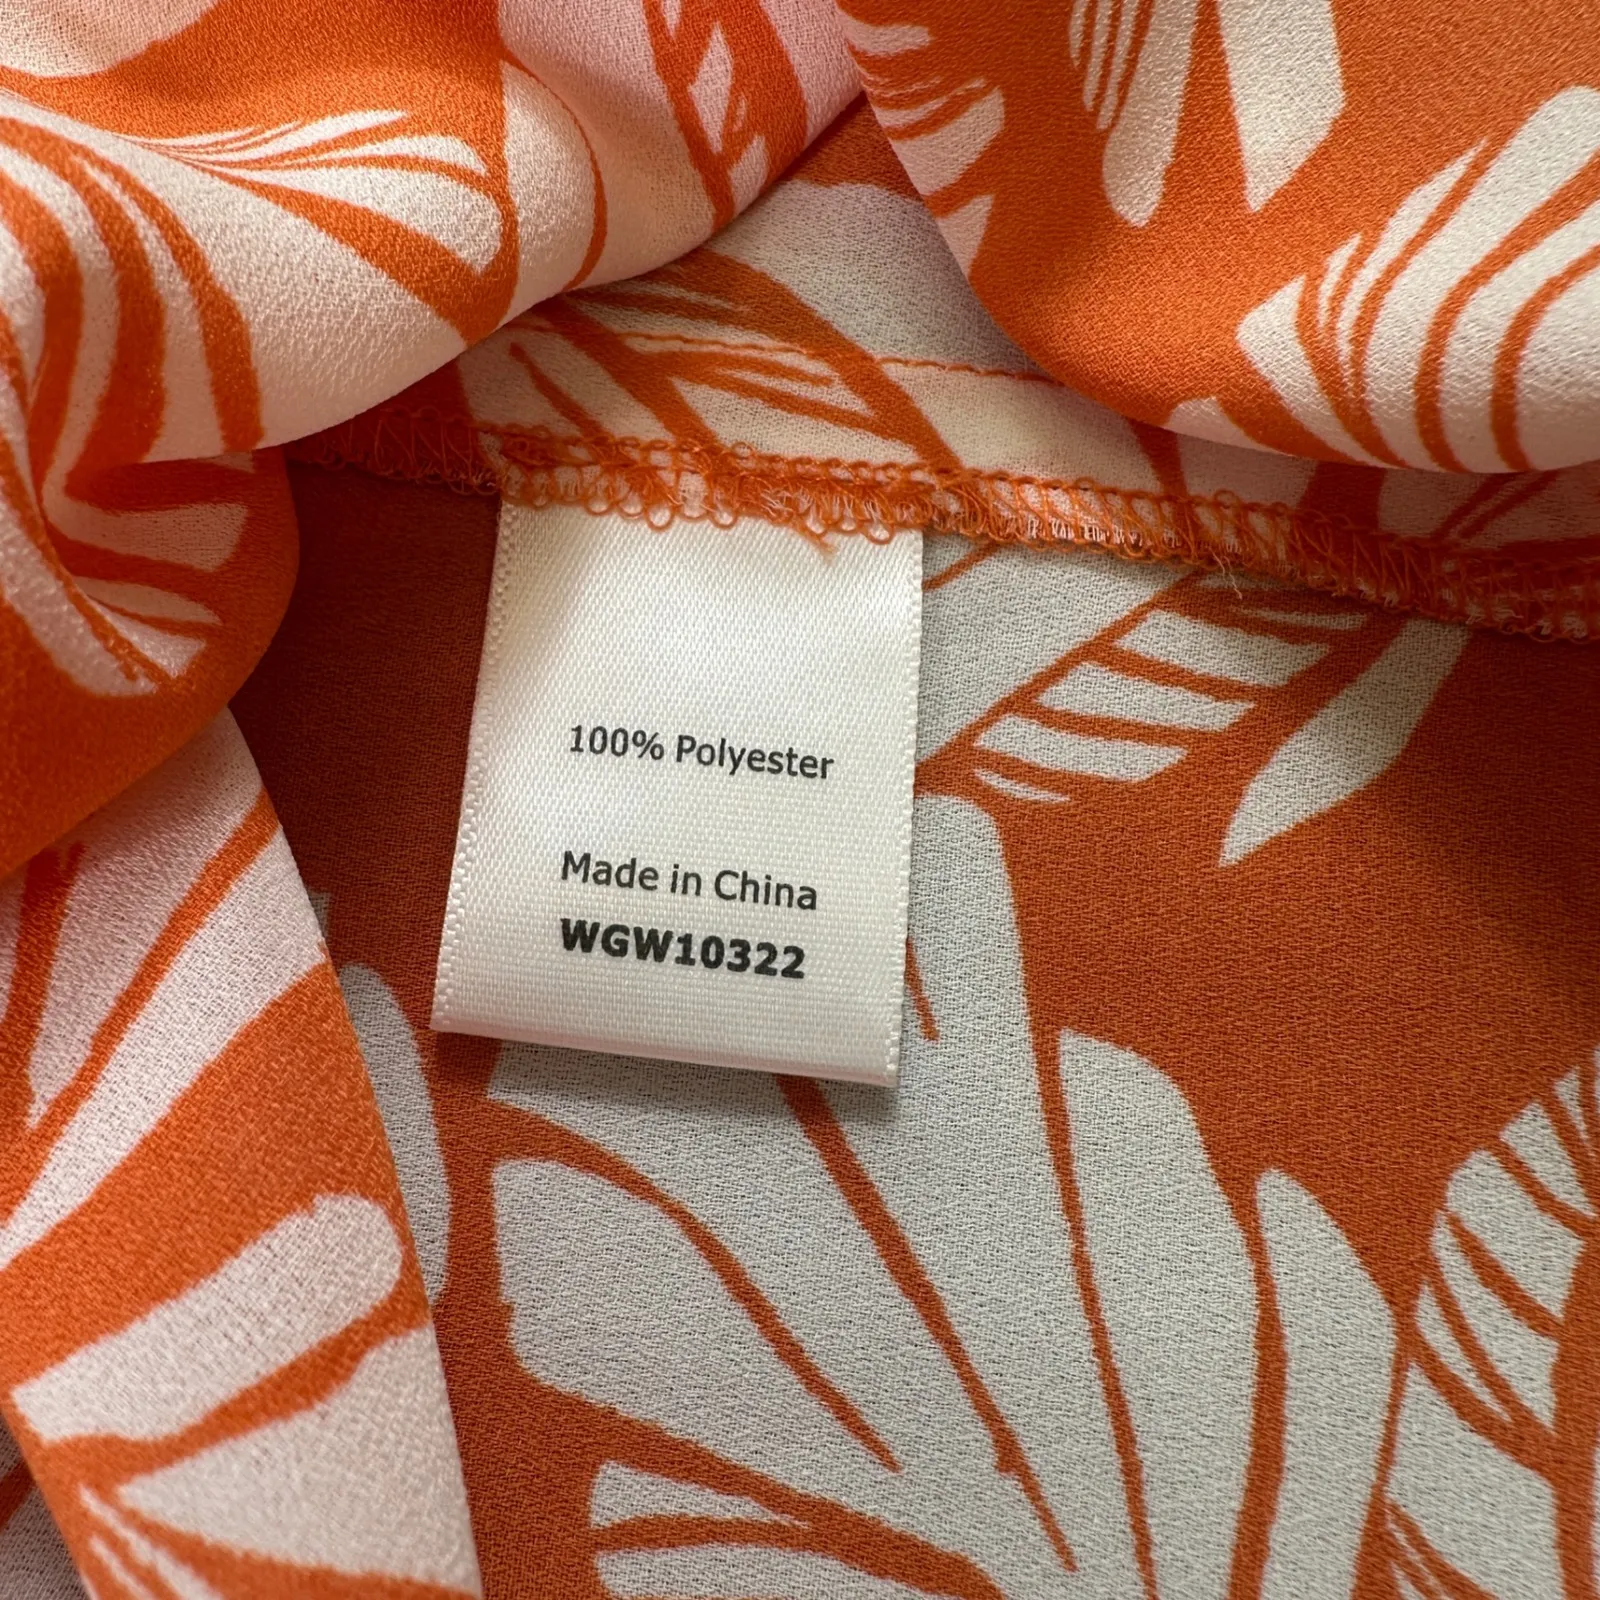 100% Polyester
Made in China
WGW10322